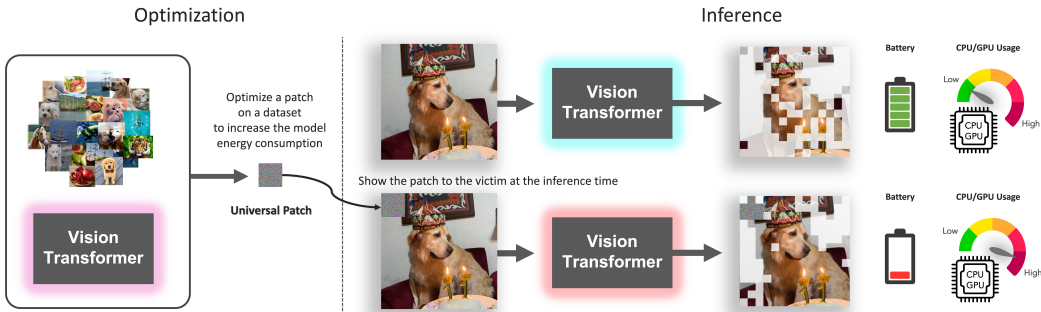 Optimization
Inference
Optimize a patch
on a dataset
to increase the model
energy consumption
Universal Patch
Vision
Transformer
Vision
Transformer
Battery
CPU/GPU Usage
Low
High
CPU
GPU
Show the patch to the victim at the inference time
Vision
Transformer
Battery
CPU/GPU Usage
Low
High
CPU
GPU